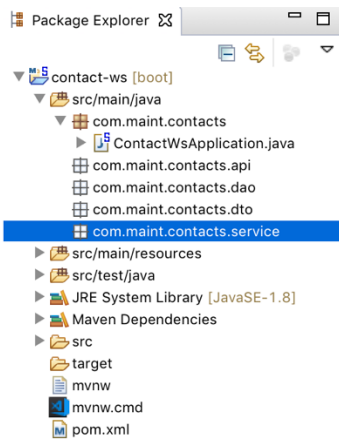 Package Explorer
contact-ws [boot]
src/main/java
com.maint.contacts
ContactWsApplication.java
com.maint.contacts.api
com.maint.contacts.dao
com.maint.contacts.dto
com.maint.contacts.service
src/main/resources
src/test/java
JRE System Library [JavaSE-1.8]
Maven Dependencies
src
target
mvnw
mvnw.cmd
pom.xml